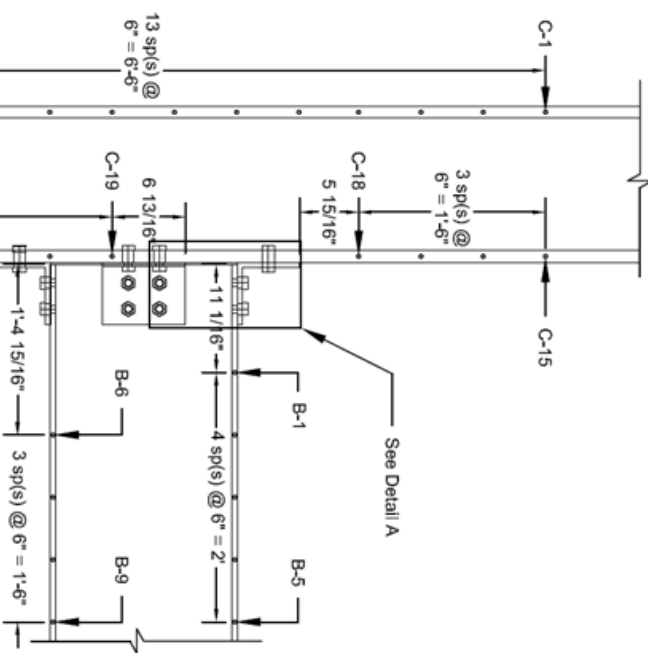 C-1
13 sp(s) @
6" = 6'-6"
C-15
3 sp(s) @
6" = 1'-6"
C-18
5 15/16"
6 13/16"
C-19
See Detail A
11 1/16"
B-1
4 sp(s) @ 6" = 2'
B-5
1'-4 15/16"
B-6
3 sp(s) @ 6" = 1'-6"
B-9